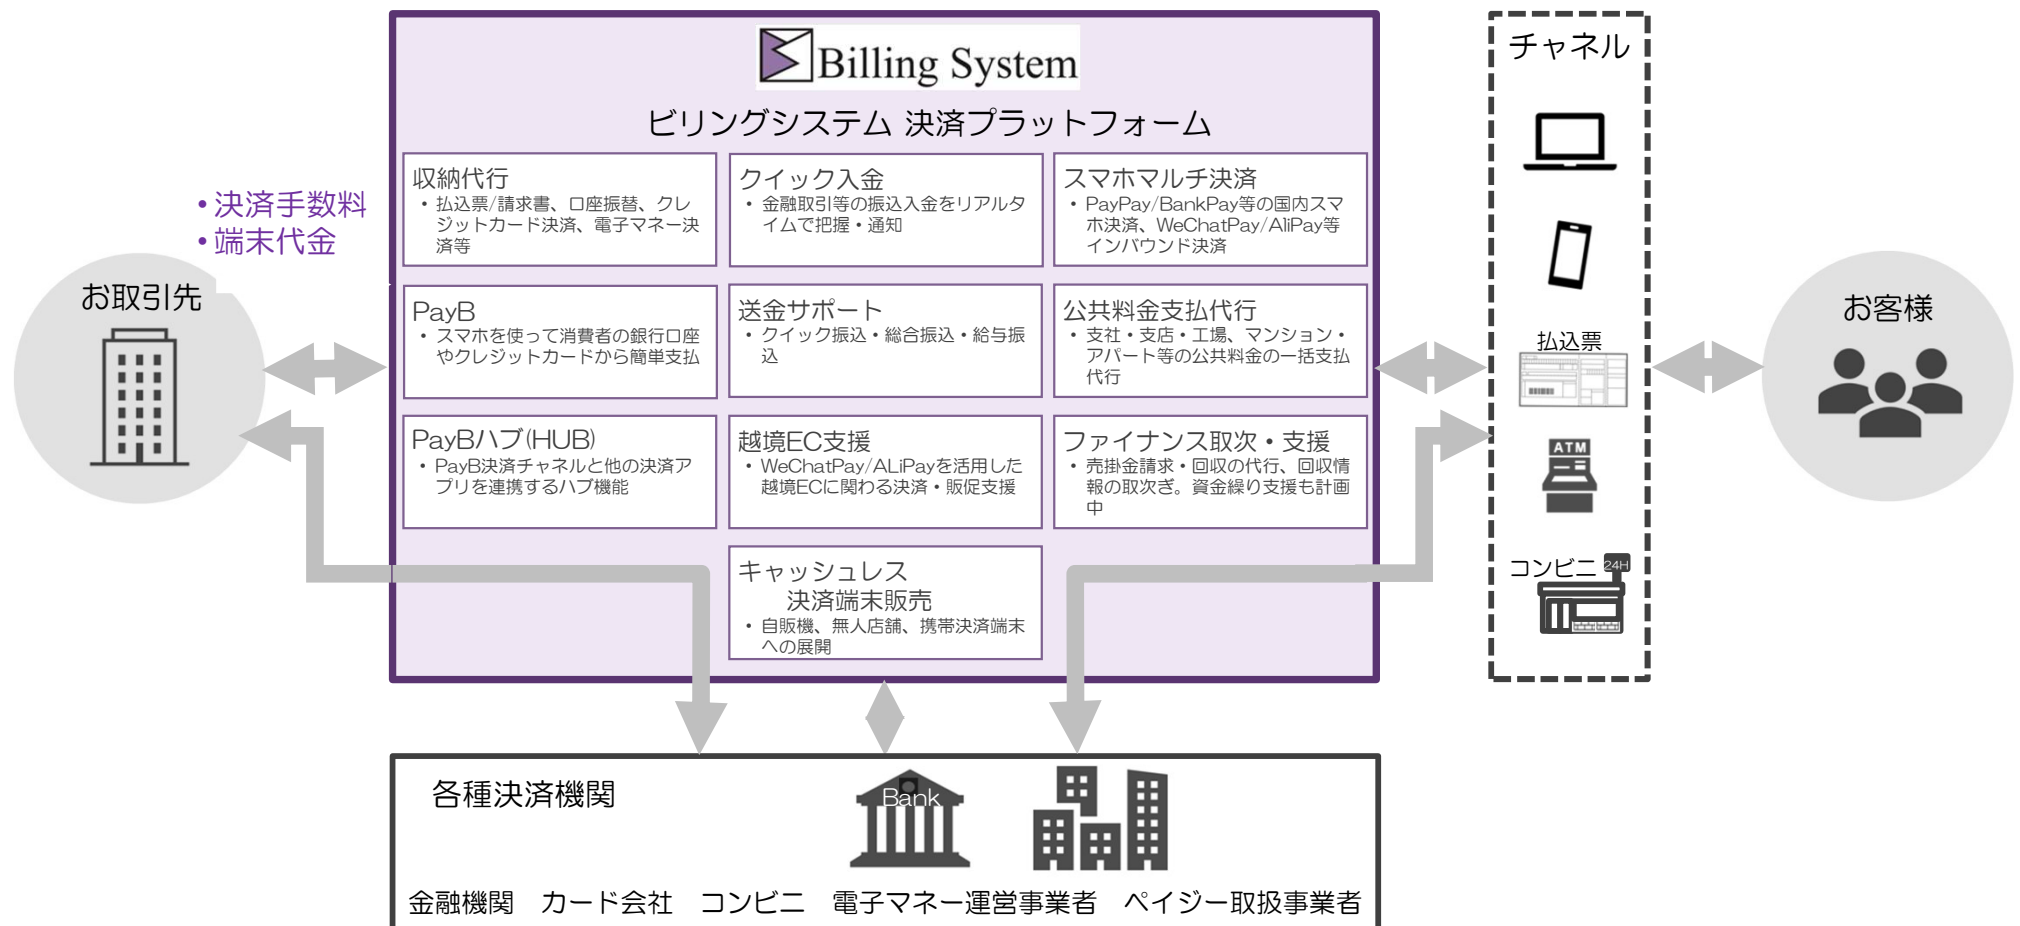 Billing System
ビリングシステム 決済プラットフォーム
・決済手数料
・端末代金
お取引先
収納代行
• 払込票/請求書、口座振替、クレ
ジットカード決済、電子マネー決
済等
クイック入金
• 金融取引等の振込入金をリアルタ
イムで把握・通知
スマホマルチ決済
• PayPay/BankPay等の国内スマ
ホ決済、WeChatPay/AliPay等
インバウンド決済
PayB
• スマホを使って消費者の銀行口座
やクレジットカードから簡単支払
送金サポート
• クイック振込・総合振込・給与振
込
公共料金支払代行
• 支社・支店・工場、マンション・
アパート等の公共料金の一括支払
代行
PayBハブ(HUB)
• PayB決済チャネルと他の決済ア
プリを連携するハブ機能
越境EC支援
• WeChatPay/ALiPayを活用した
越境ECに関わる決済・販促支援
ファイナンス取次・支援
• 売掛金請求・回収の代行、回収情
報の取次ぎ。資金繰り支援も計画
中
キャッシュレス
決済端末販売
• 自販機、無人店舗、携帯決済端末
への展開
チャネル
払込票
ATM
コンビニ
24H
お客様
各種決済機関
Bank
金融機関 カード会社 コンビニ 電子マネー運営事業者 ペイジー取扱事業者